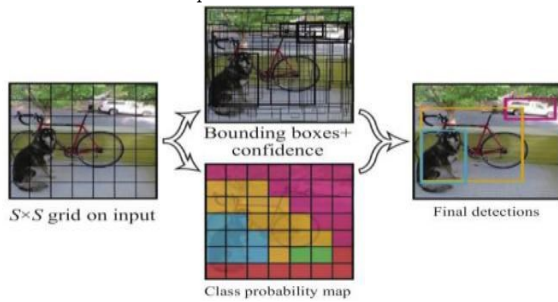 S×S grid on input
Bounding boxes+
confidence
Class probability map
Final detections